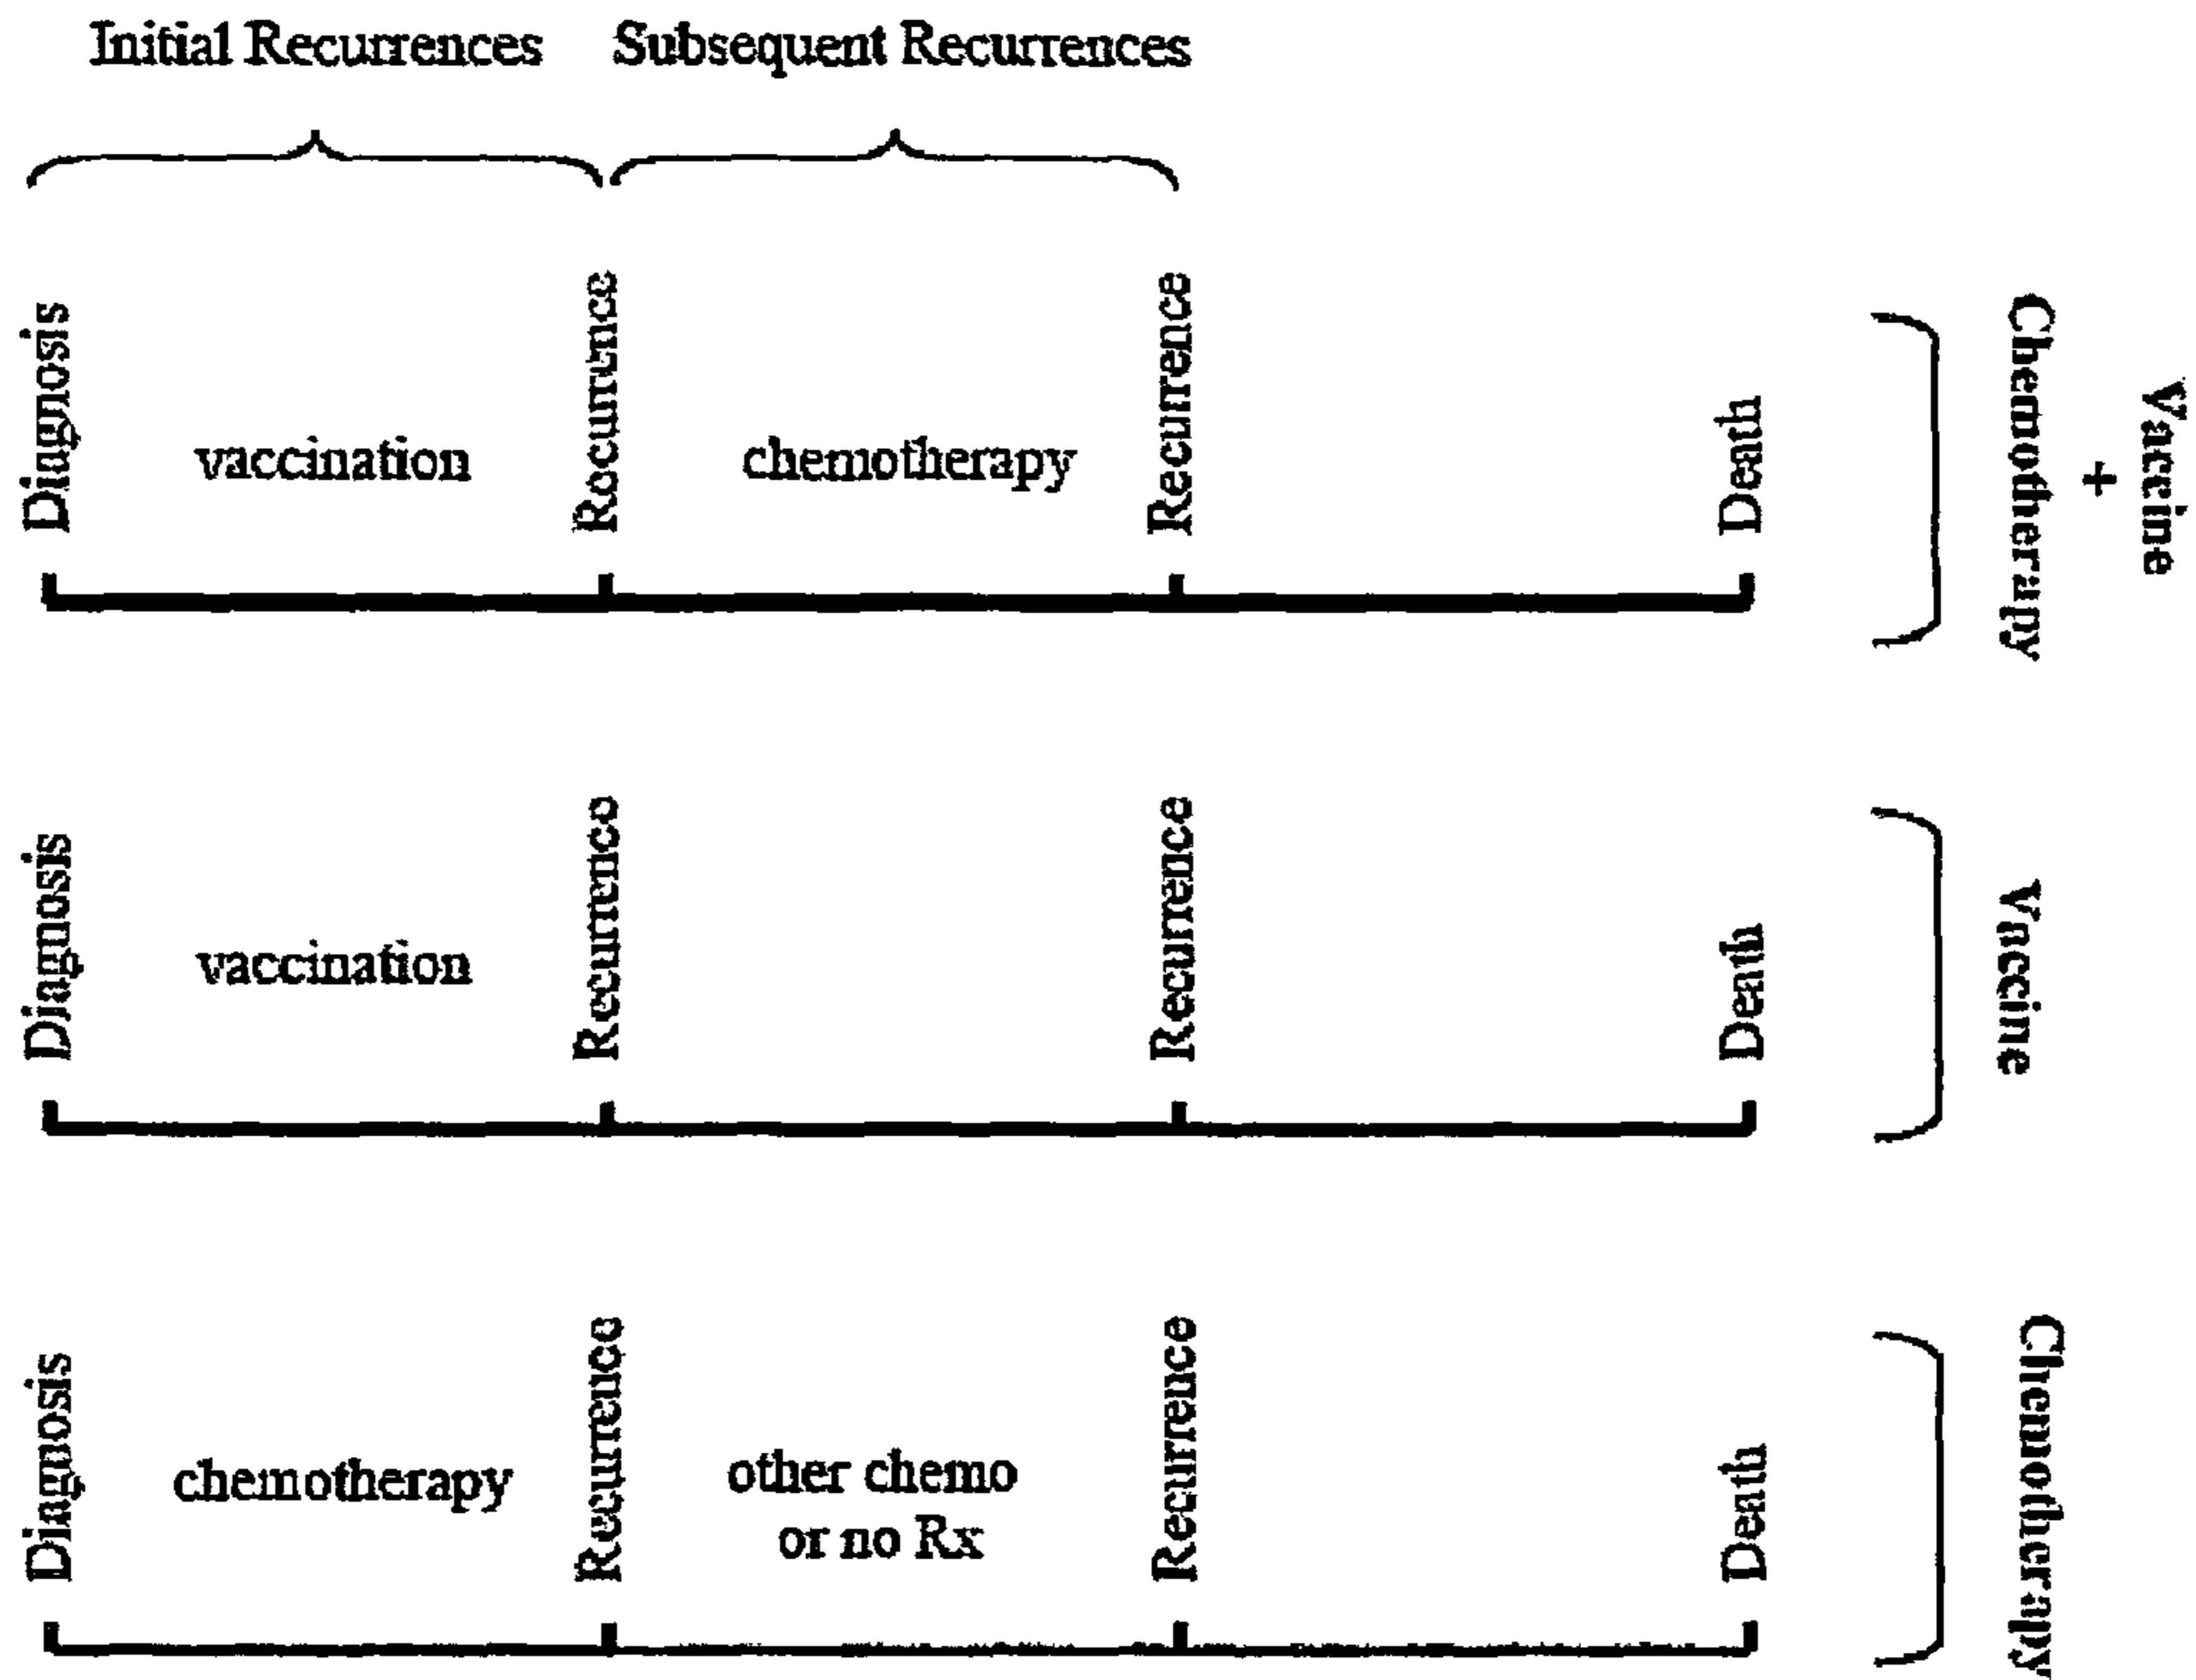 Initial Recurrences
Subsequent Recurrences
Diagnosis
vaccination
Recurrence
chemotherapy
Recurrence
Death
Vaccine
+
Chemotherapy
Diagnosis
vaccination
Recurrence
Recurrence
Death
Vaccine
Diagnosis
chemotherapy
Recurrence
other chemo
or no Rx
Recurrence
Death
Chemotherapy